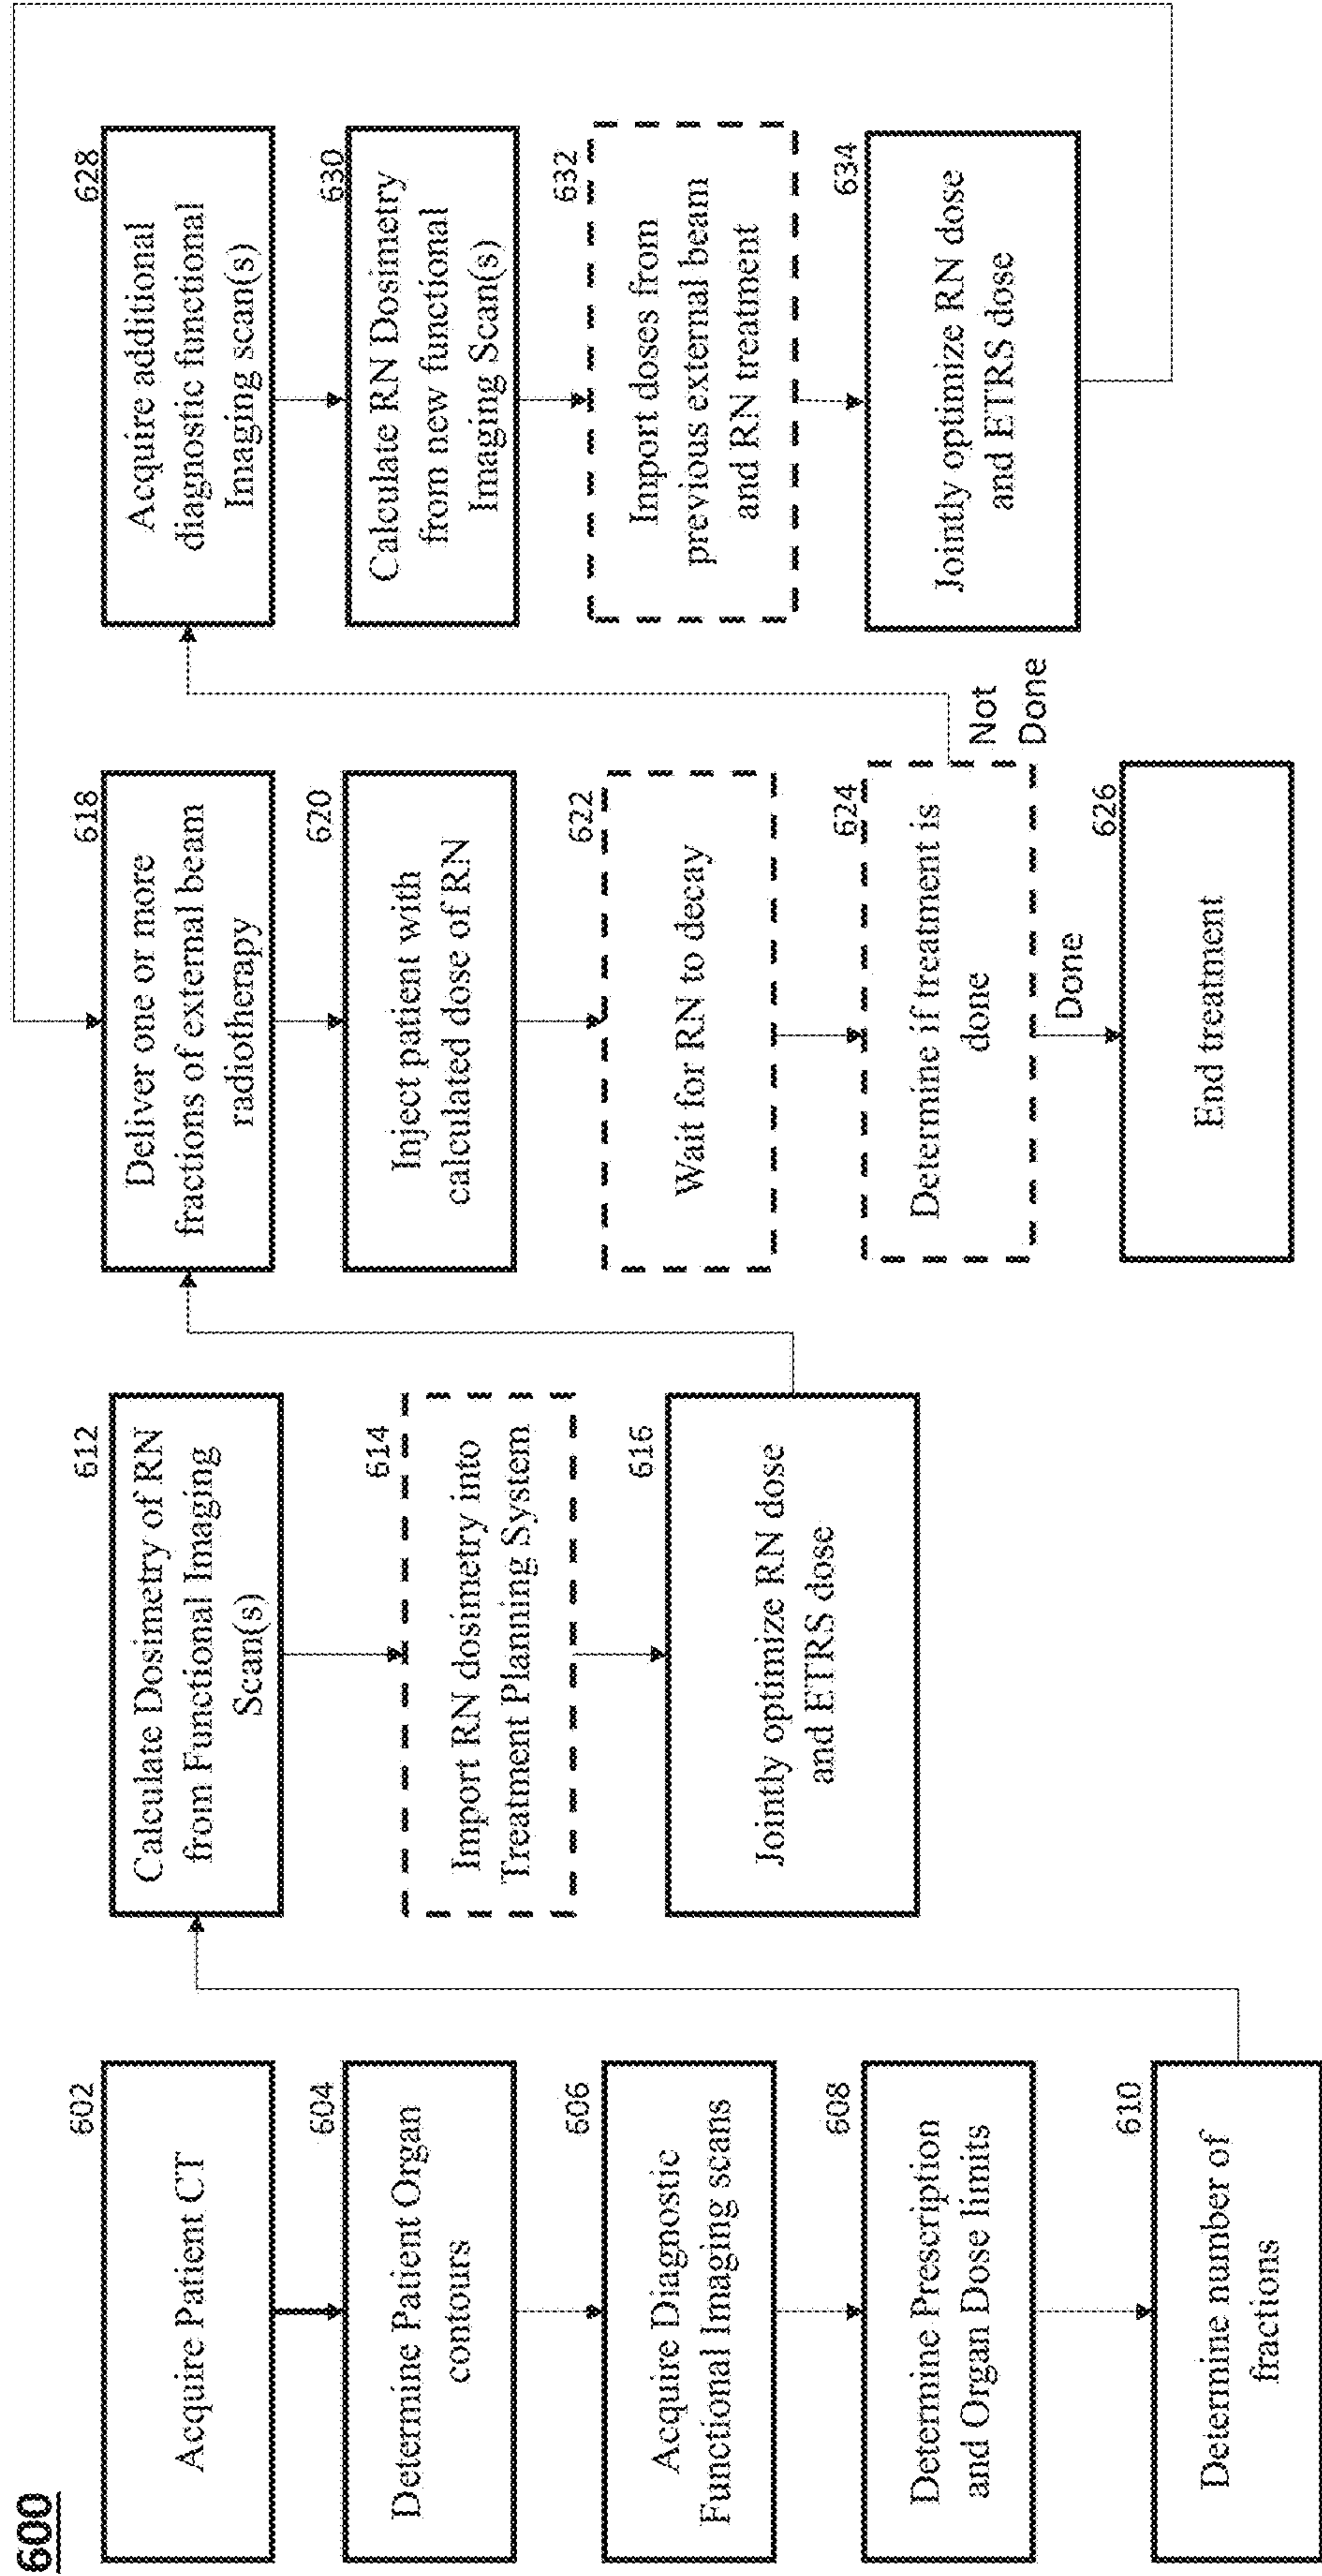 600
602
Acquire Patient CT
604
Determine Patient Organ
contours
606
Acquire Diagnostic
Functional Imaging scans
608
Determine Prescription
and Organ Dose limits
610
Determine number of
fractions
612
Calculate Dosimetry of RN
from Functional Imaging
Scan(s)
614
Import RN dosimetry into
Treatment Planning System
616
Jointly optimize RN dose
and ETRS dose
618
Deliver one or more
fractions of external beam
radiotherapy
620
Inject patient with
calculated dose of RN
622
Wait for RN to decay
624
Determine if treatment is
done
Not
Done
Done
626
End treatment
628
Acquire additional
diagnostic functional
Imaging scan(s)
630
Calculate RN Dosimetry
from new functional
Imaging Scan(s)
632
Import doses from
previous external beam
and RN treatment
634
Jointly optimize RN dose
and ETRS dose